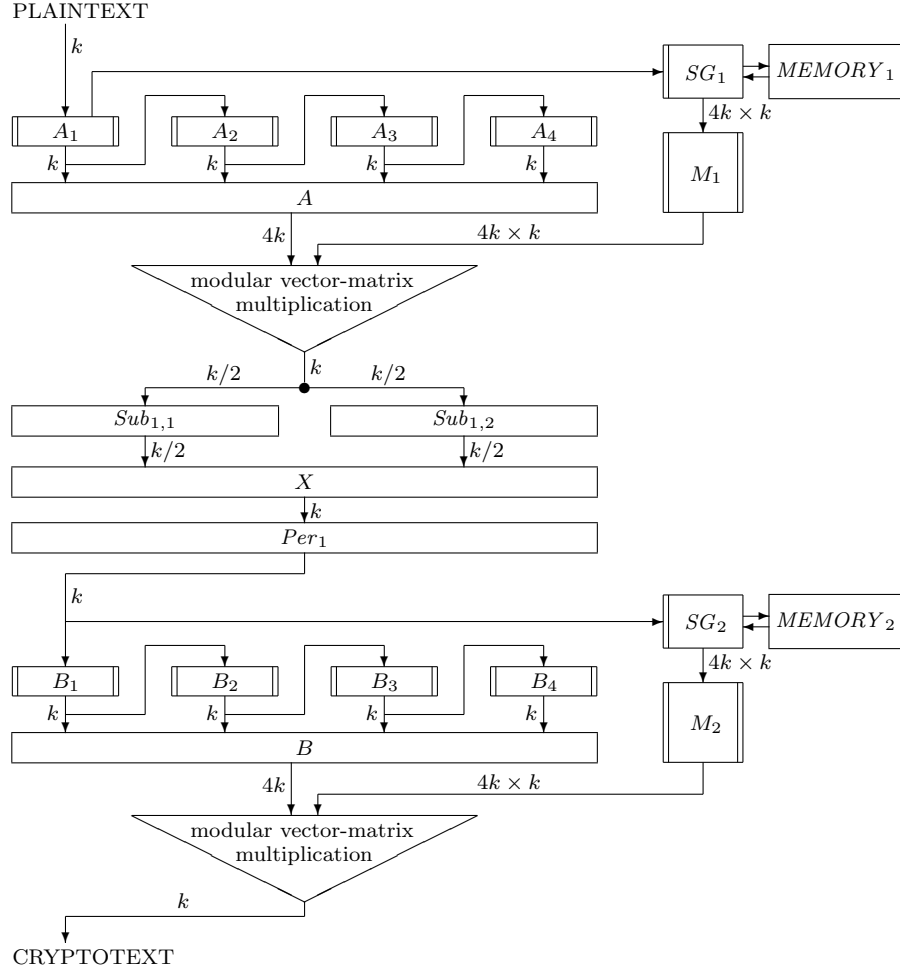 PLAINTEXT
k
SG₁ MEMORY₁
4k × k
A₁ A₂ A₃ A₄
k k k k
M₁
A
4k 4k × k
modular vector-matrix
multiplication
k
k/2 k/2
Sub₁,₁ Sub₁,₂
k/2 k/2
X
k
Per₁
k
SG₂ MEMORY₂
4k × k
B₁ B₂ B₃ B₄
k k k k
M₂
B
4k 4k × k
modular vector-matrix
multiplication
k
CRYPTOTEXT